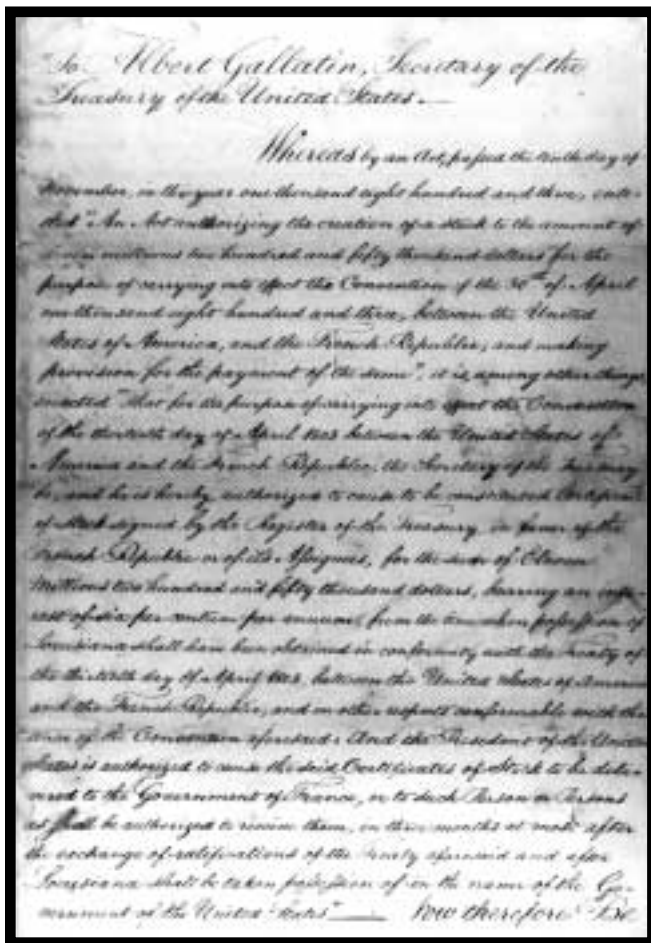 To Albert Gallatin, Secretary of the
Treasury of the United States.
Whereas by an Act, passed the tenth day of
November, in the year one thousand eight hundred and three, enti-
tled "An Act authorizing the creation of a stock to the amount of
eleven millions two hundred and fifty thousand dollars for the
purpose of carrying into effect the Convention of the 30th of April
one thousand eight hundred and three, between the United
States of America, and the French Republic, and making
provision for the payment of the same", it is, among other things
enacted "that for the purpose of carrying into effect the Convention
of the thirtieth day of April 1803 between the United States of
America and the French Republic, the Secretary of the Treasury
be, and he is hereby, authorized to cause to be constituted Certificates
of stock signed by the Register of the Treasury, in favor of the
French Republic or of its Assignees, for the sum of Eleven
Millions two hundred and fifty thousand dollars, bearing an inte-
rest of six per centum per annum, from the time when possession of
Louisiana shall have been obtained in conformity with the treaty of
the thirtieth day of April 1803, between the United States of America
and the French Republic, and in other respects conformable with the
tenor of the Convention aforesaid: And the President of the United
States is authorized to cause the said Certificates of Stock to be deli-
vered to the Government of France, or to such Person or Persons
as shall be authorized to receive them, in three months at most after
the exchange of ratifications of the treaty aforesaid and after
Louisiana shall be taken possession of in the name of the Go-
vernment of the United States" Now therefore Be